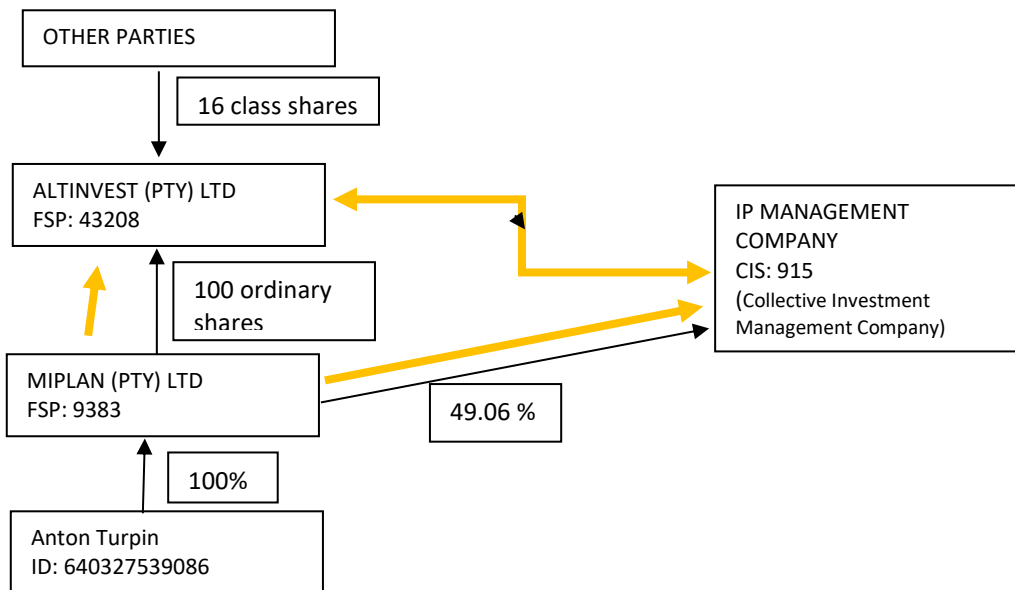 OTHER PARTIES
16 class shares
ALTINVEST (PTY) LTD
FSP: 43208
IP MANAGEMENT
COMPANY
CIS: 915
(Collective Investment
Management Company)
100 ordinary
shares
MIPLAN (PTY) LTD
FSP: 9383
49.06 %
100%
Anton Turpin
ID: 640327539086